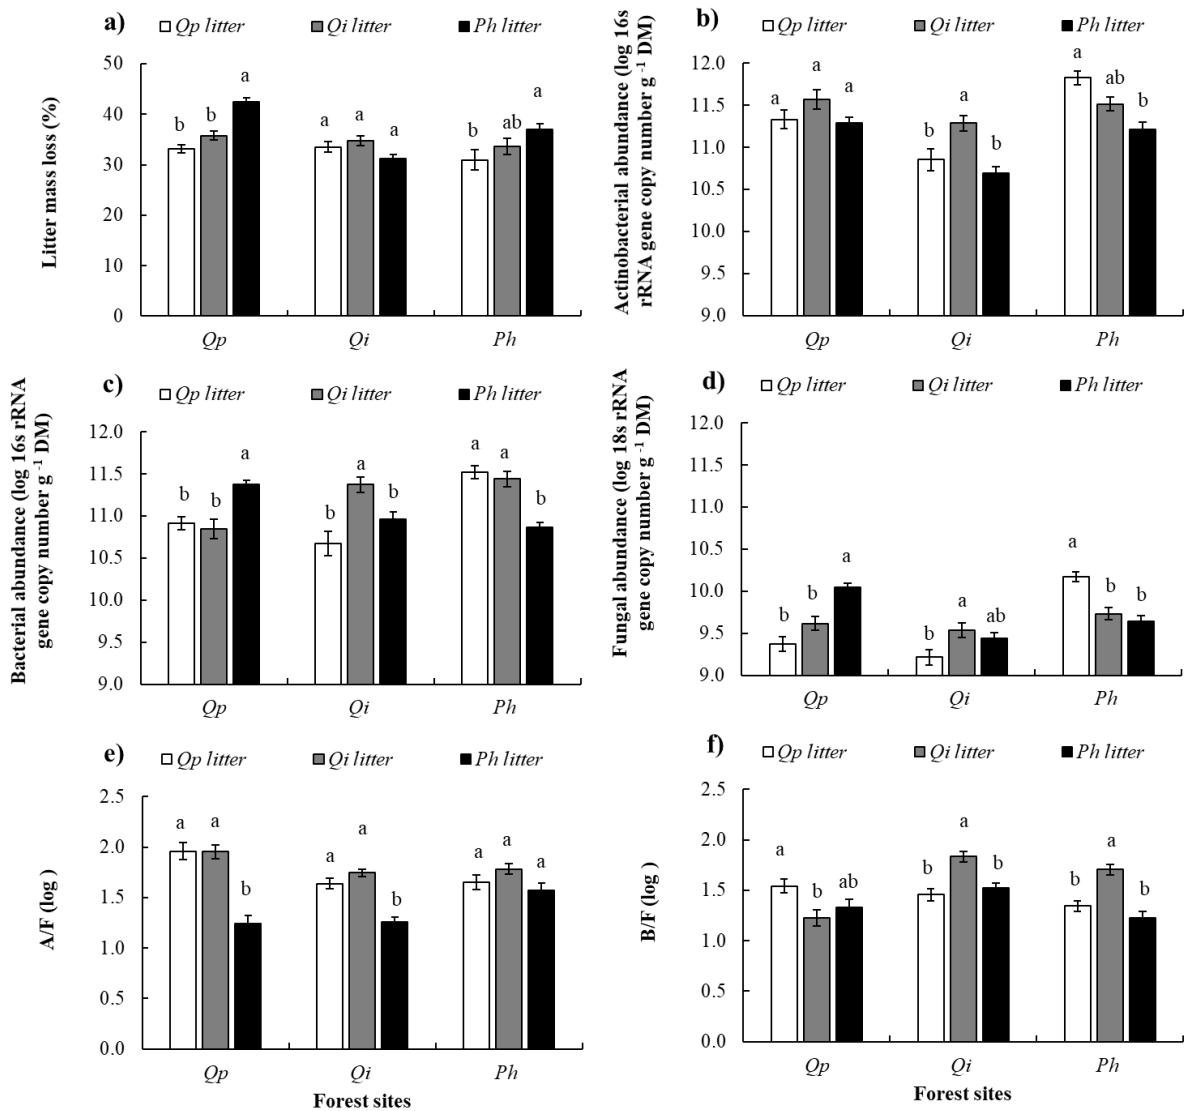 a)
Qp litter Qi litter Ph litter
Litter mass loss (%)
50
40
30
20
10
0
b b a
a a a
b ab a
Qp Qi Ph
b)
Qp litter Qi litter Ph litter
Actinobacterial abundance (log 16s
rRNA gene copy number g -1 DM)
12.0
11.5
11.0
10.5
10.0
9.5
9.0
a a a
b a b
a ab b
Qp Qi Ph
c)
Qp litter Qi litter Ph litter
Bacterial abundance (log 16s rRNA
gene copy number g -1 DM)
12.0
11.5
11.0
10.5
10.0
9.5
9.0
b b a
b a b
a a b
Qp Qi Ph
d)
Qp litter Qi litter Ph litter
Fungal abundance (log 18s rRNA
gene copy number g -1 DM)
12.0
11.5
11.0
10.5
10.0
9.5
9.0
b b a
b a ab
a b b
Qp Qi Ph
e)
Qp litter Qi litter Ph litter
A/F (log )
2.5
2.0
1.5
1.0
0.5
0.0
a a b
a a b
a a a
Qp Qi Ph
Forest sites
f)
Qp litter Qi litter Ph litter
B/F (log )
2.5
2.0
1.5
1.0
0.5
0.0
a b ab
b a b
b a b
Qp Qi Ph
Forest sites